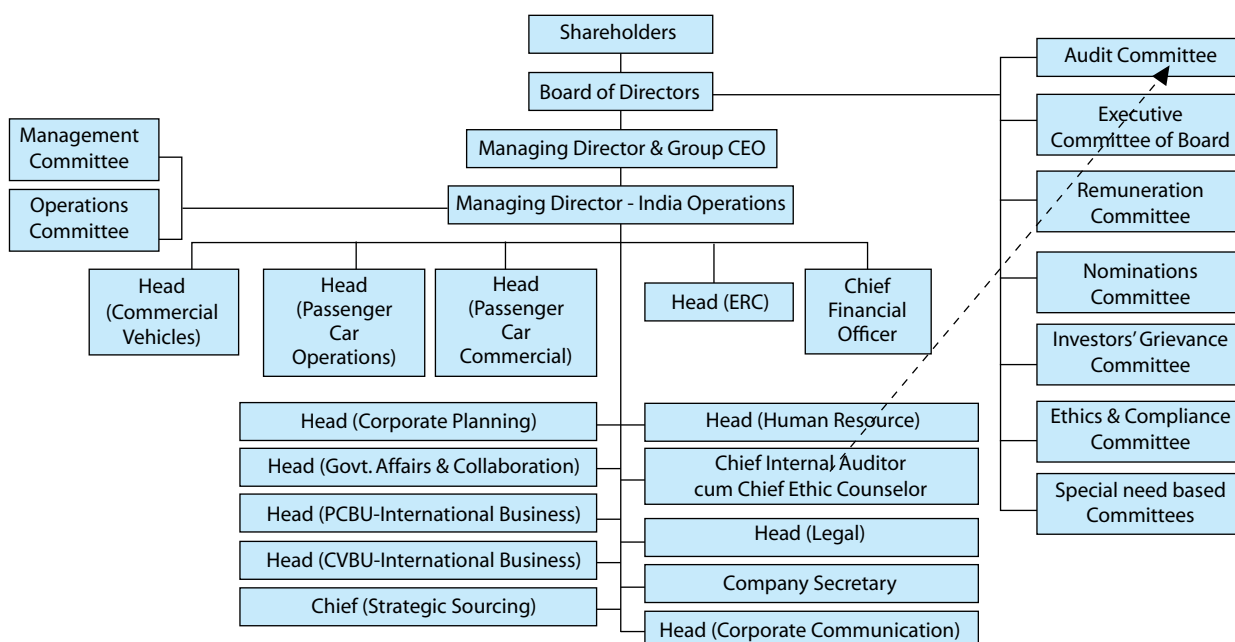 Shareholders
Board of Directors
Managing Director & Group CEO
Managing Director - India Operations
Management
Committee
Operations
Committee
Head
(Commercial
Vehicles)
Head
(Passenger
Car
Operations)
Head
(Passenger
Car
Commercial)
Head (ERC)
Chief
Financial
Officer
Head (Corporate Planning)
Head (Govt. Affairs & Collaboration)
Head (PCBU-International Business)
Head (CVBU-International Business)
Chief (Strategic Sourcing)
Head (Human Resource)
Chief Internal Auditor
cum Chief Ethic Counselor
Head (Legal)
Company Secretary
Head (Corporate Communication)
Audit Committee
Executive
Committee of Board
Remuneration
Committee
Nominations
Committee
Investors’ Grievance
Committee
Ethics & Compliance
Committee
Special need based
Committees